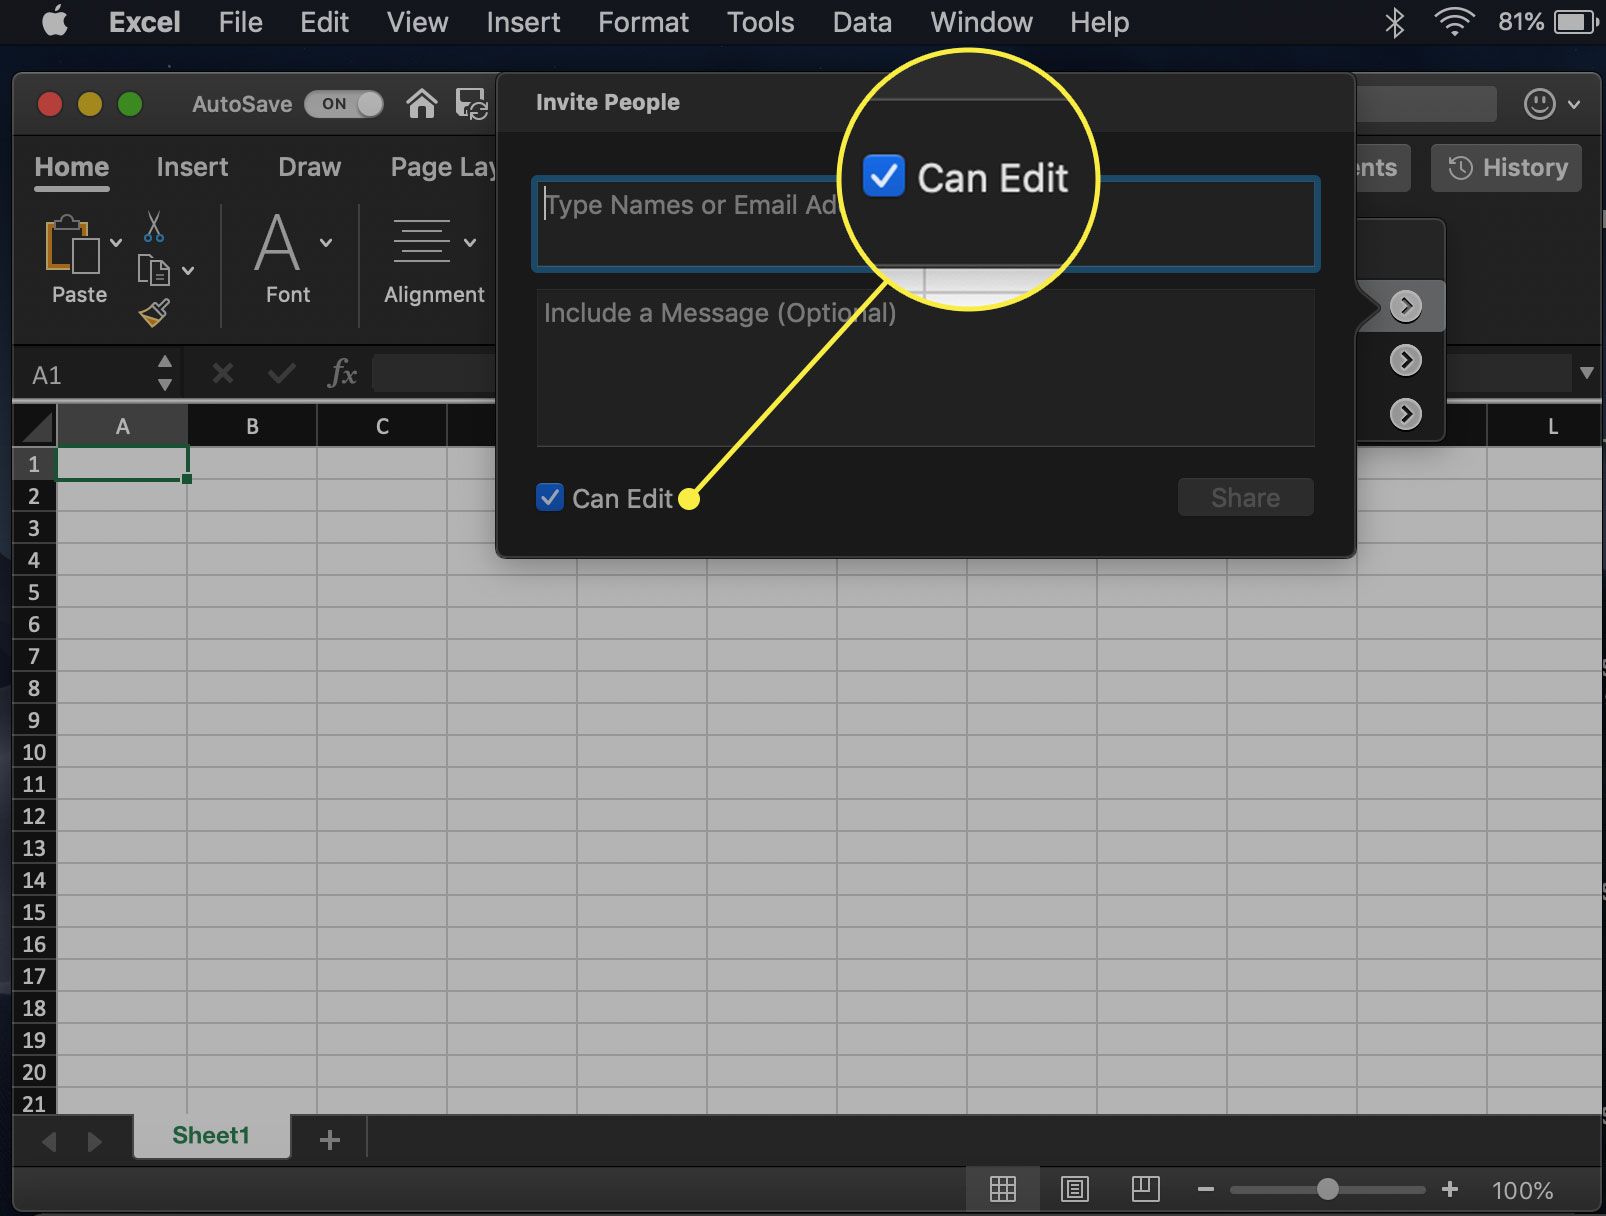 Excel File Edit View Insert Format Tools Data Window Help 81%
AutoSave ON
Invite People
Home Insert Draw Page Lay
Can Edit
ents History
Type Names or Email Ad
Paste Font Alignment
Include a Message (Optional)
A1 fx
A B C L
Can Edit Share
1
2
3
4
5
6
7
8
9
10
11
12
13
14
15
16
17
18
19
20
21
Sheet1 +
100%